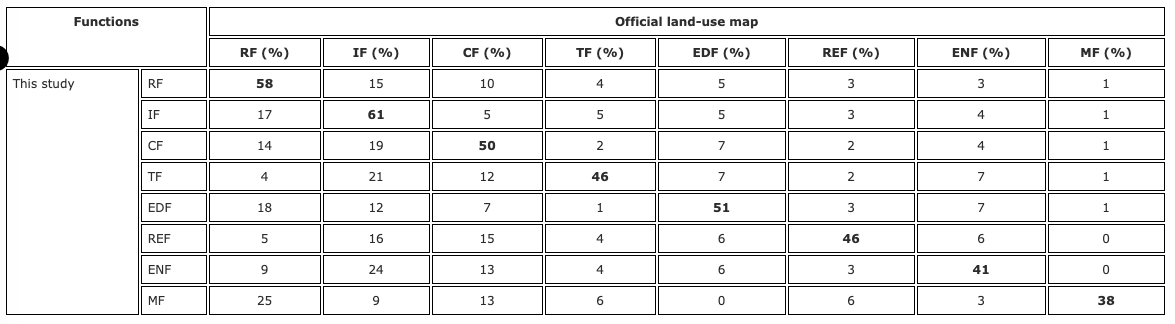 Functions Official land-use map
RF (%) IF (%) CF (%) TF (%) EDF (%) REF (%) ENF (%) MF (%)
This study RF 58 15 10 4 5 3 3 1
IF 17 61 5 5 5 3 4 1
CF 14 19 50 2 7 2 4 1
TF 4 21 12 46 7 2 7 1
EDF 18 12 7 1 51 3 7 1
REF 5 16 15 4 6 46 6 0
ENF 9 24 13 4 6 3 41 0
MF 25 9 13 6 0 6 3 38